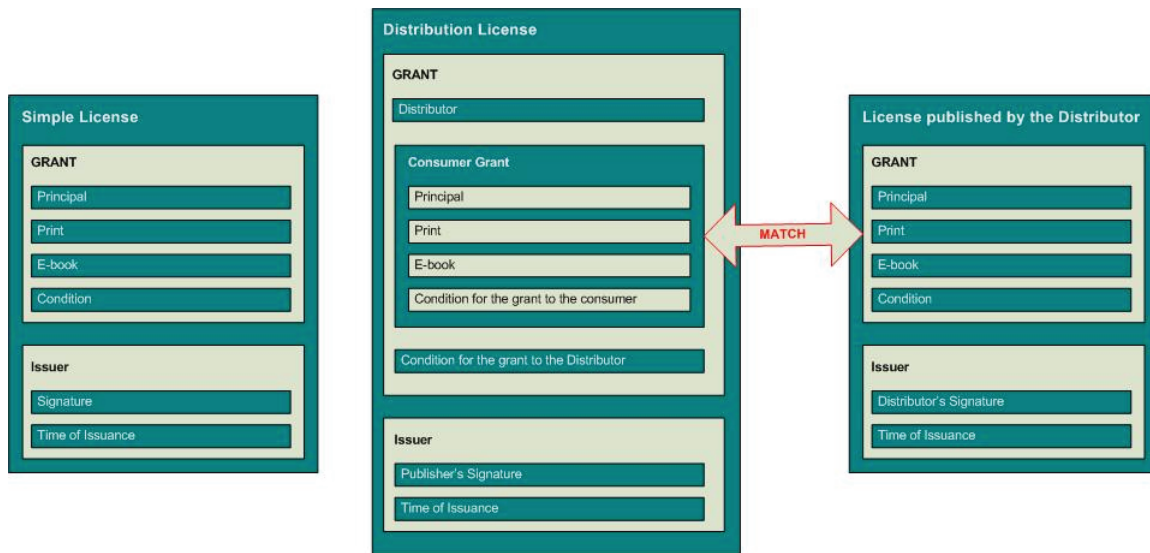 Simple License
GRANT
Principal
Print
E-book
Condition
Issuer
Signature
Time of Issuance
Distribution License
GRANT
Distributor
Consumer Grant
Principal
Print
E-book
Condition for the grant to the consumer
Condition for the grant to the Distributor
Issuer
Publisher's Signature
Time of Issuance
MATCH
License published by the Distributor
GRANT
Principal
Print
E-book
Condition
Issuer
Distributor's Signature
Time of Issuance